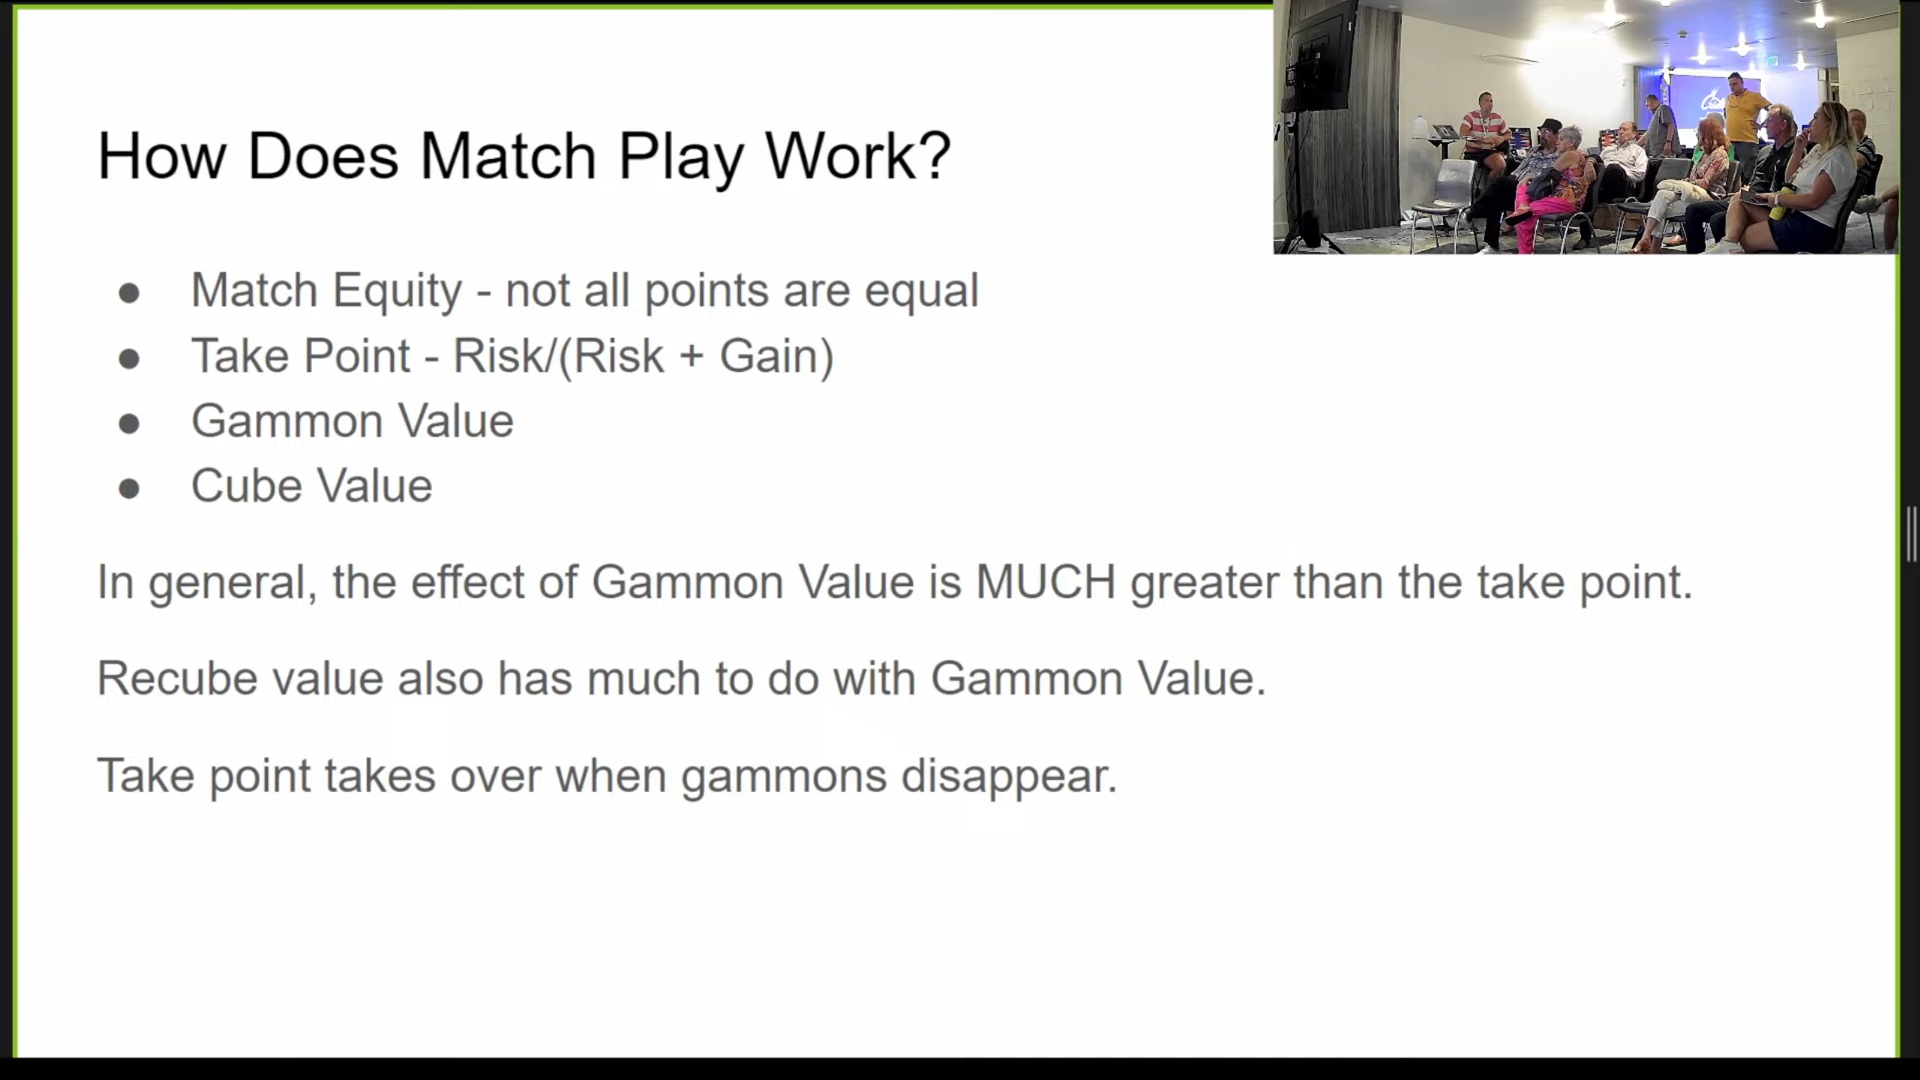 How Does Match Play Work?
● Match Equity - not all points are equal
● Take Point - Risk/(Risk + Gain)
● Gammon Value
● Cube Value
In general, the effect of Gammon Value is MUCH greater than the take point.
Recube value also has much to do with Gammon Value.
Take point takes over when gammons disappear.